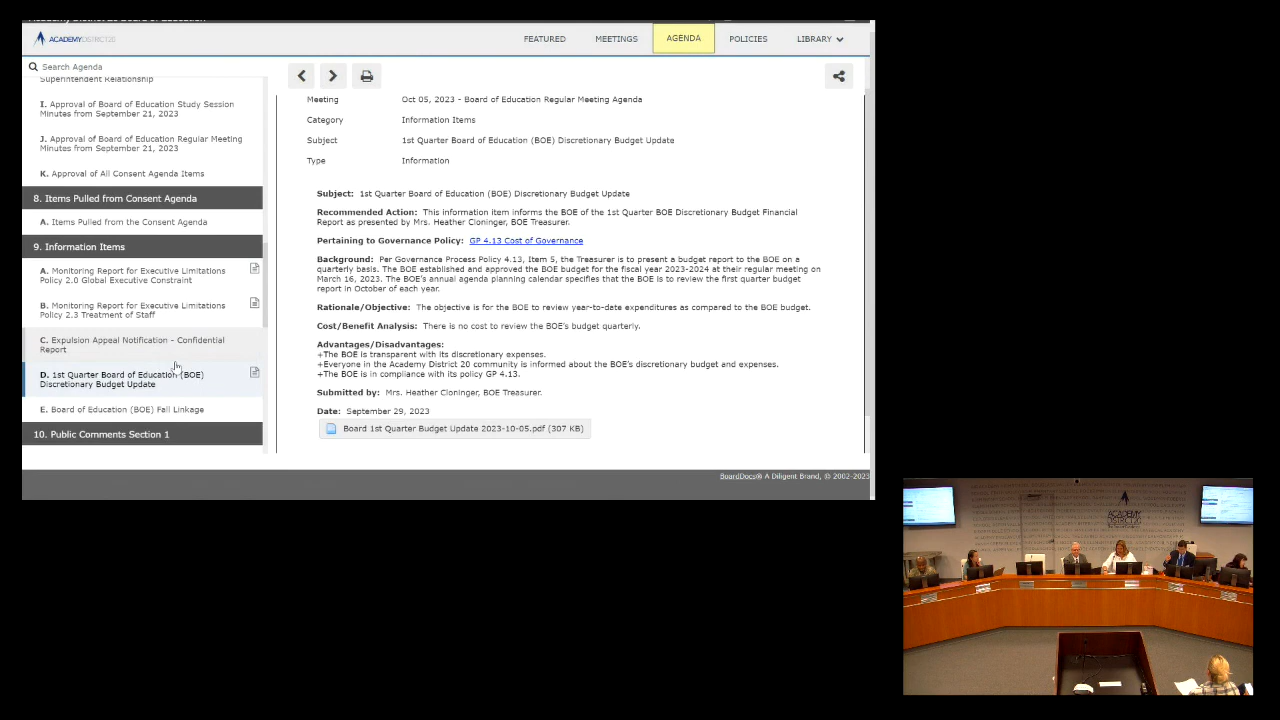 Academy District 20 Board of Education
ACADEMYDISTRICT20
FEATURED
MEETINGS
AGENDA
POLICIES
LIBRARY
Search Agenda
Superintendent Relationship
I. Approval of Board of Education Study Session
Minutes from September 21, 2023
J. Approval of Board of Education Regular Meeting
Minutes from September 21, 2023
K. Approval of All Consent Agenda Items
8. Items Pulled from Consent Agenda
A. Items Pulled from the Consent Agenda
9. Information Items
A. Monitoring Report for Executive Limitations
Policy 2.0 Global Executive Constraint
B. Monitoring Report for Executive Limitations
Policy 2.3 Treatment of Staff
C. Expulsion Appeal Notification - Confidential
Report
D. 1st Quarter Board of Education (BOE)
Discretionary Budget Update
E. Board of Education (BOE) Fall Linkage
10. Public Comments Section 1
Meeting Oct 05, 2023 - Board of Education Regular Meeting Agenda
Category Information Items
Subject 1st Quarter Board of Education (BOE) Discretionary Budget Update
Type Information
Subject: 1st Quarter Board of Education (BOE) Discretionary Budget Update
Recommended Action: This information item informs the BOE of the 1st Quarter BOE Discretionary Budget Financial
Report as presented by Mrs. Heather Cloninger, BOE Treasurer.
Pertaining to Governance Policy: GP 4.13 Cost of Governance
Background: Per Governance Process Policy 4.13, Item 5, the Treasurer is to present a budget report to the BOE on a
quarterly basis. The BOE established and approved the BOE budget for the fiscal year 2023-2024 at their regular meeting on
March 16, 2023. The BOE's annual agenda planning calendar specifies that the BOE is to review the first quarter budget
report in October of each year.
Rationale/Objective: The objective is for the BOE to review year-to-date expenditures as compared to the BOE budget.
Cost/Benefit Analysis: There is no cost to review the BOE's budget quarterly.
Advantages/Disadvantages:
+The BOE is transparent with its discretionary expenses.
+Everyone in the Academy District 20 community is informed about the BOE's discretionary budget and expenses.
+The BOE is in compliance with its policy GP 4.13.
Submitted by: Mrs. Heather Cloninger, BOE Treasurer.
Date: September 29, 2023
Board 1st Quarter Budget Update 2023-10-05.pdf (307 KB)
BoardDocs® A Diligent Brand, © 2002-2023
ACADEMY
DISTRICT20